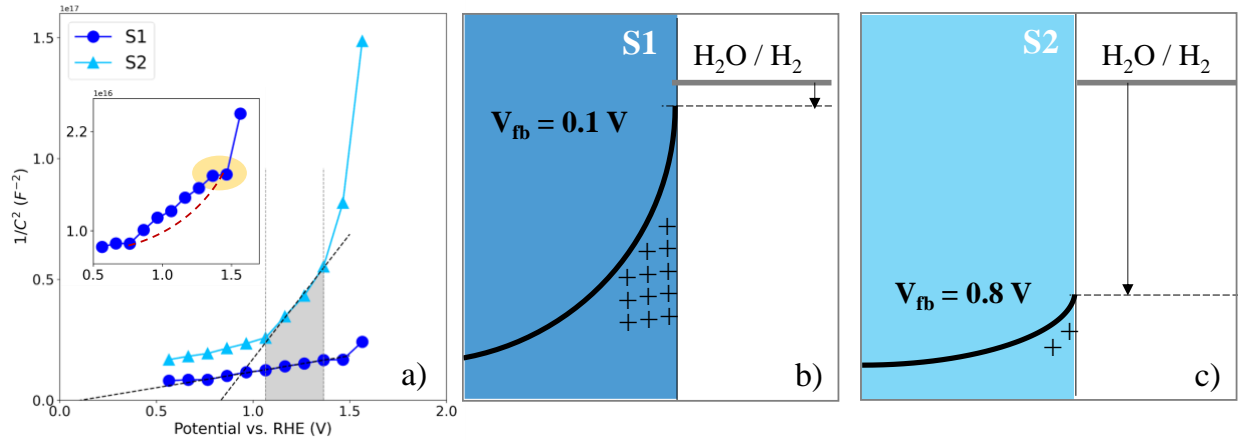 1e17
1.5
1.0
0.5
0.0
1/C² (F⁻²)
S1
S2
1e16
2.2
1.0
0.5
1.0
1.5
0.0
0.5
1.0
1.5
2.0
Potential vs. RHE (V)
a)
S1
H₂O / H₂
V_fb = 0.1 V
+ +
+ + +
+ + +
+ + +
+ + +
b)
S2
H₂O / H₂
V_fb = 0.8 V
+
+
c)